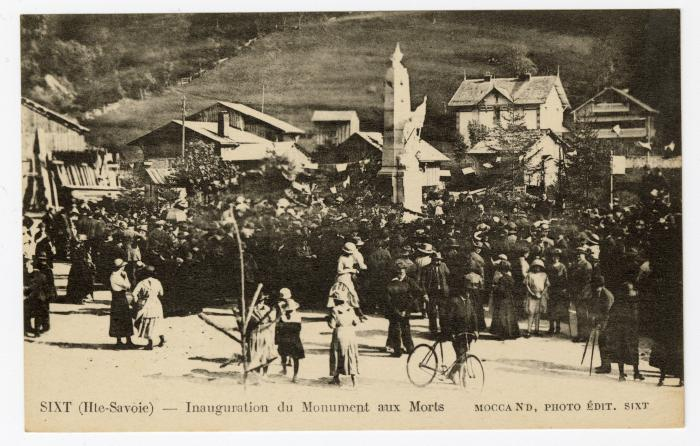 SIXT (Hte-Savoie) — Inauguration du Monument aux Morts MOCCAND, PHOTO ÉDIT. SIXT